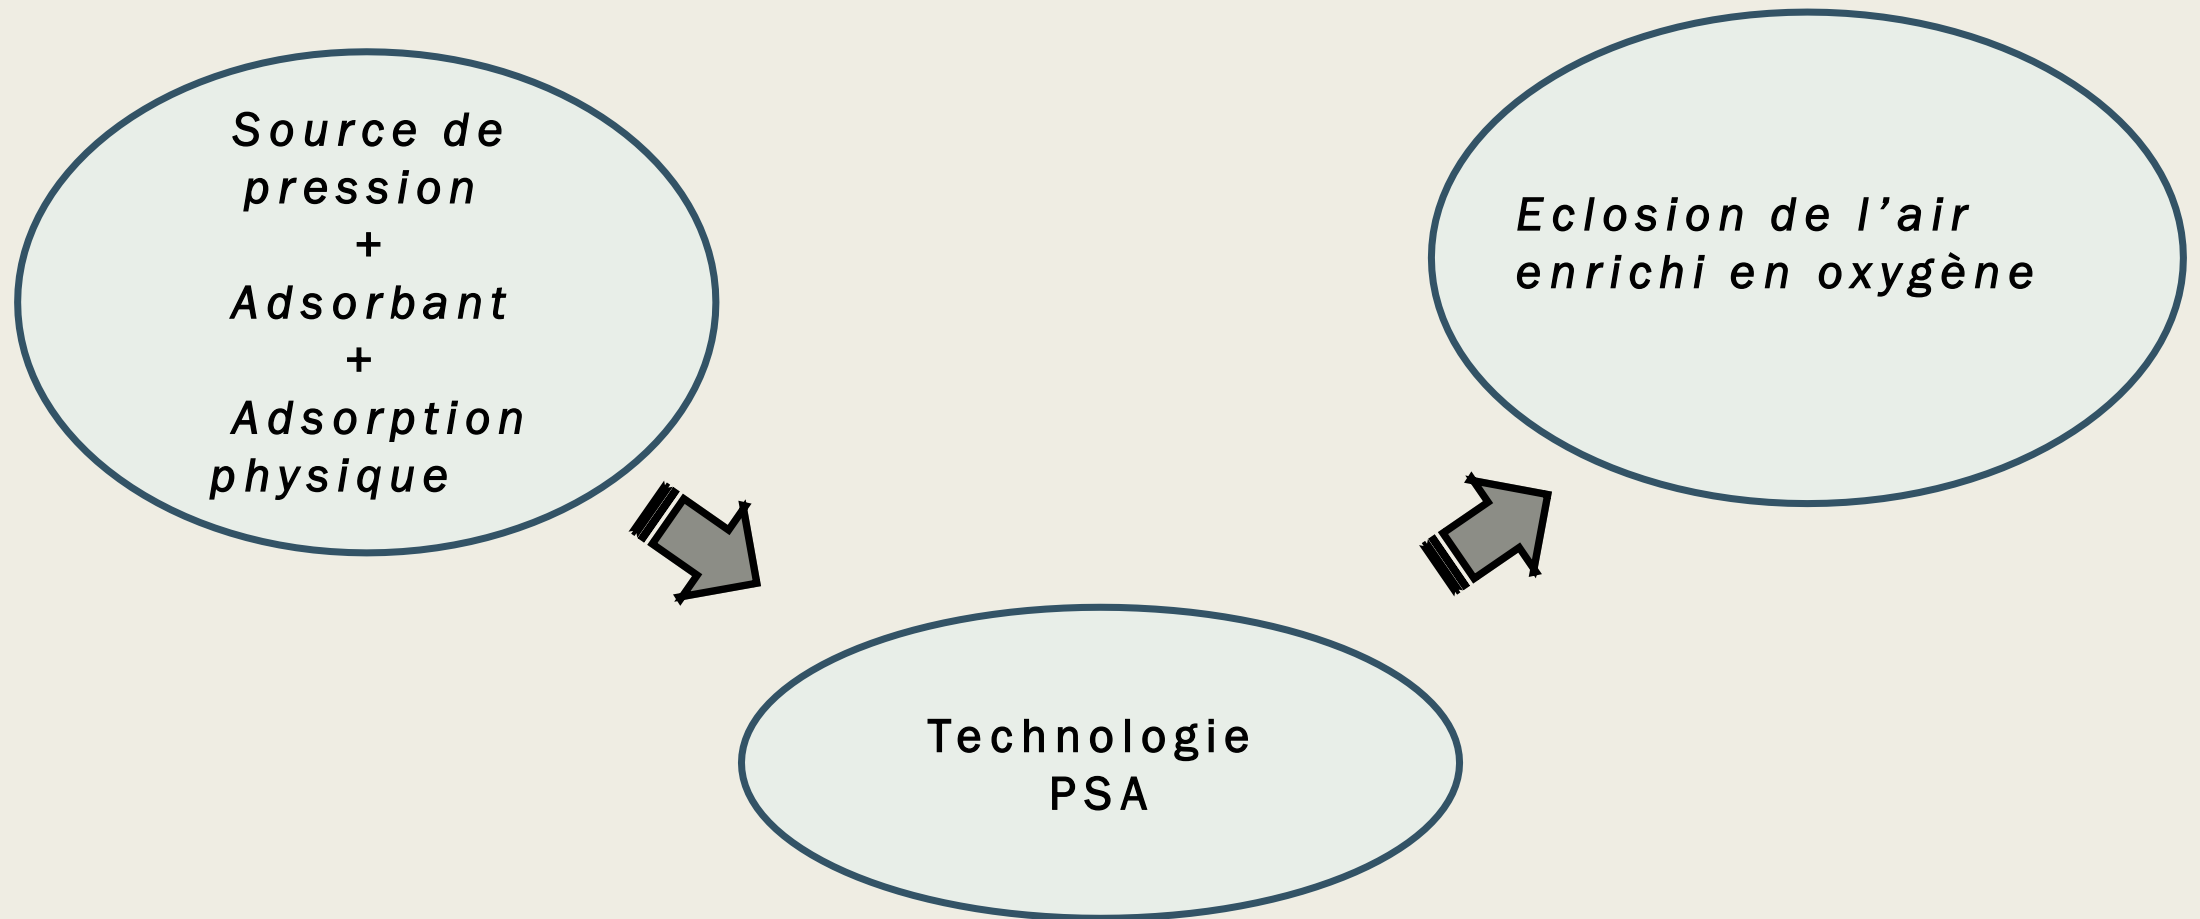 Source de
pression
+
Adsorbant
+
Adsorption
physique
Eclosion de l’air
enrichi en oxygène
Technologie
PSA